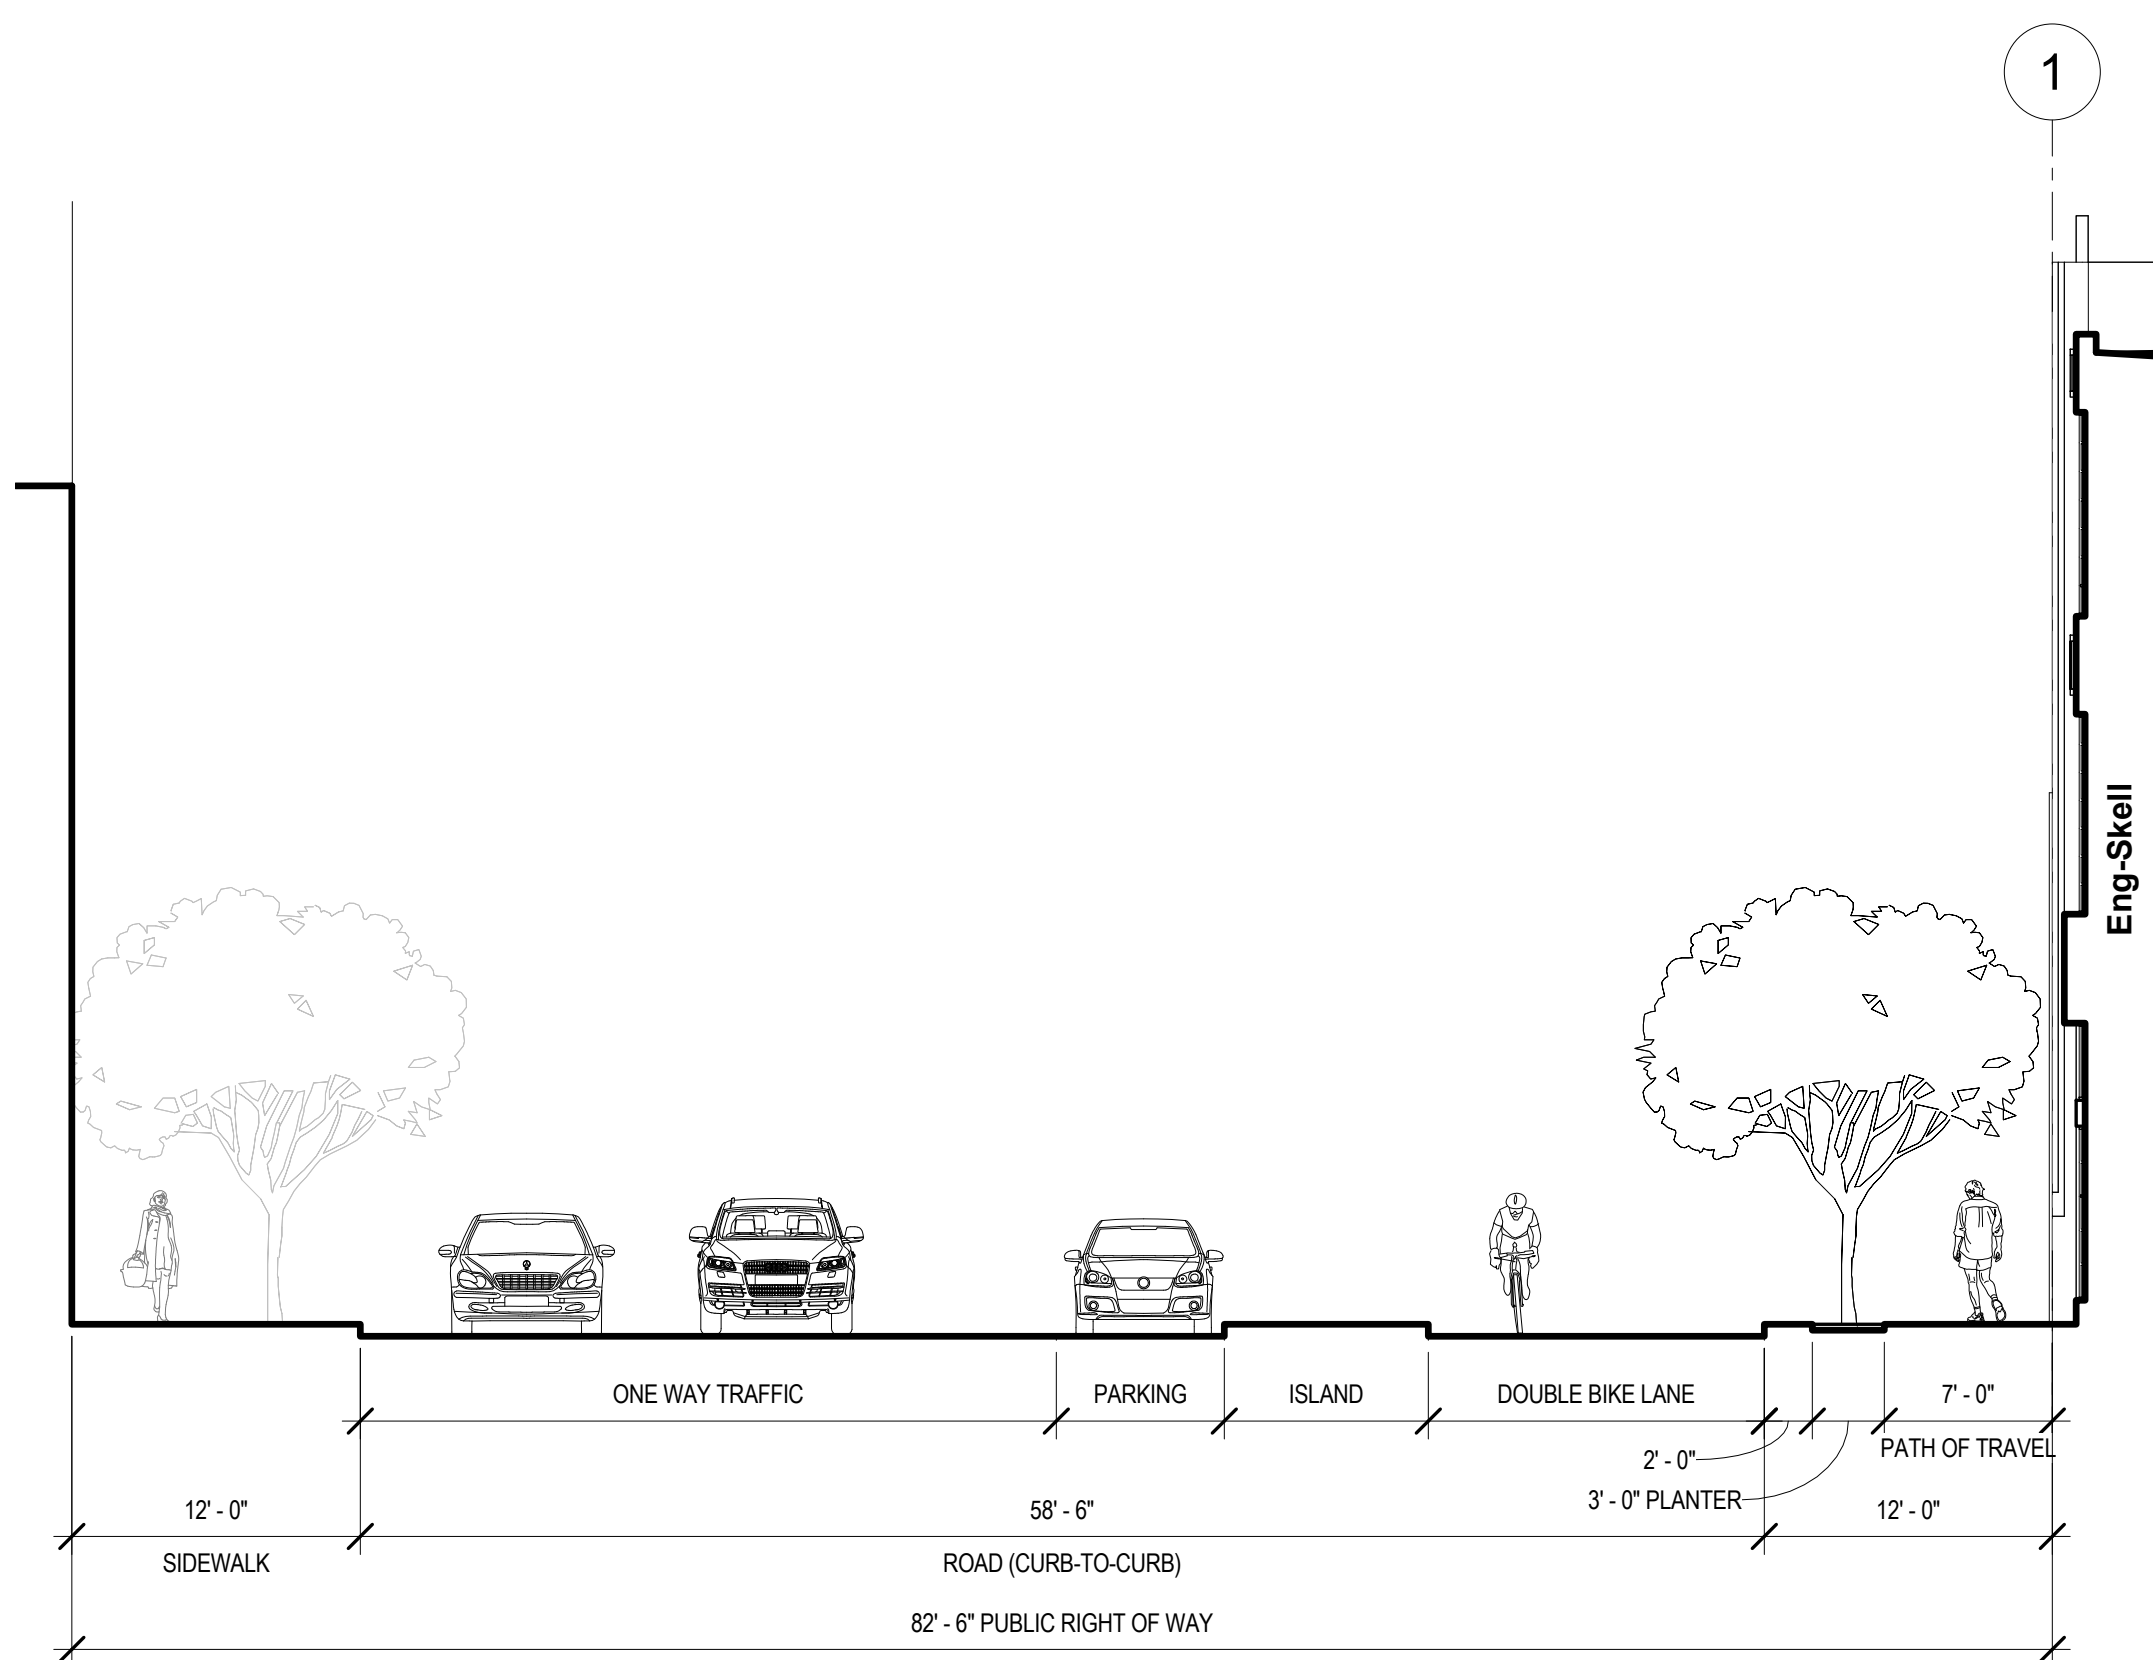 1
Eng-Skell
ONE WAY TRAFFIC
PARKING
ISLAND
DOUBLE BIKE LANE
7' - 0"
PATH OF TRAVEL
2' - 0"
3' - 0" PLANTER
12' - 0"
58' - 6"
12' - 0"
SIDEWALK
ROAD (CURB-TO-CURB)
82' - 6" PUBLIC RIGHT OF WAY